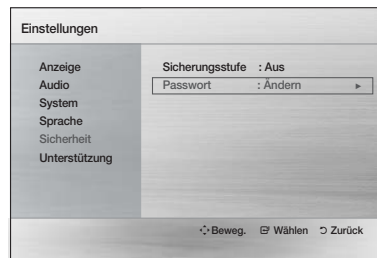 Einstellungen
Anzeige
Audio
System
Sprache
Sicherheit
Unterstützung
Sicherungsstufe : Aus
Passwort : Ändern ►
Beweg. Wählen Zurück